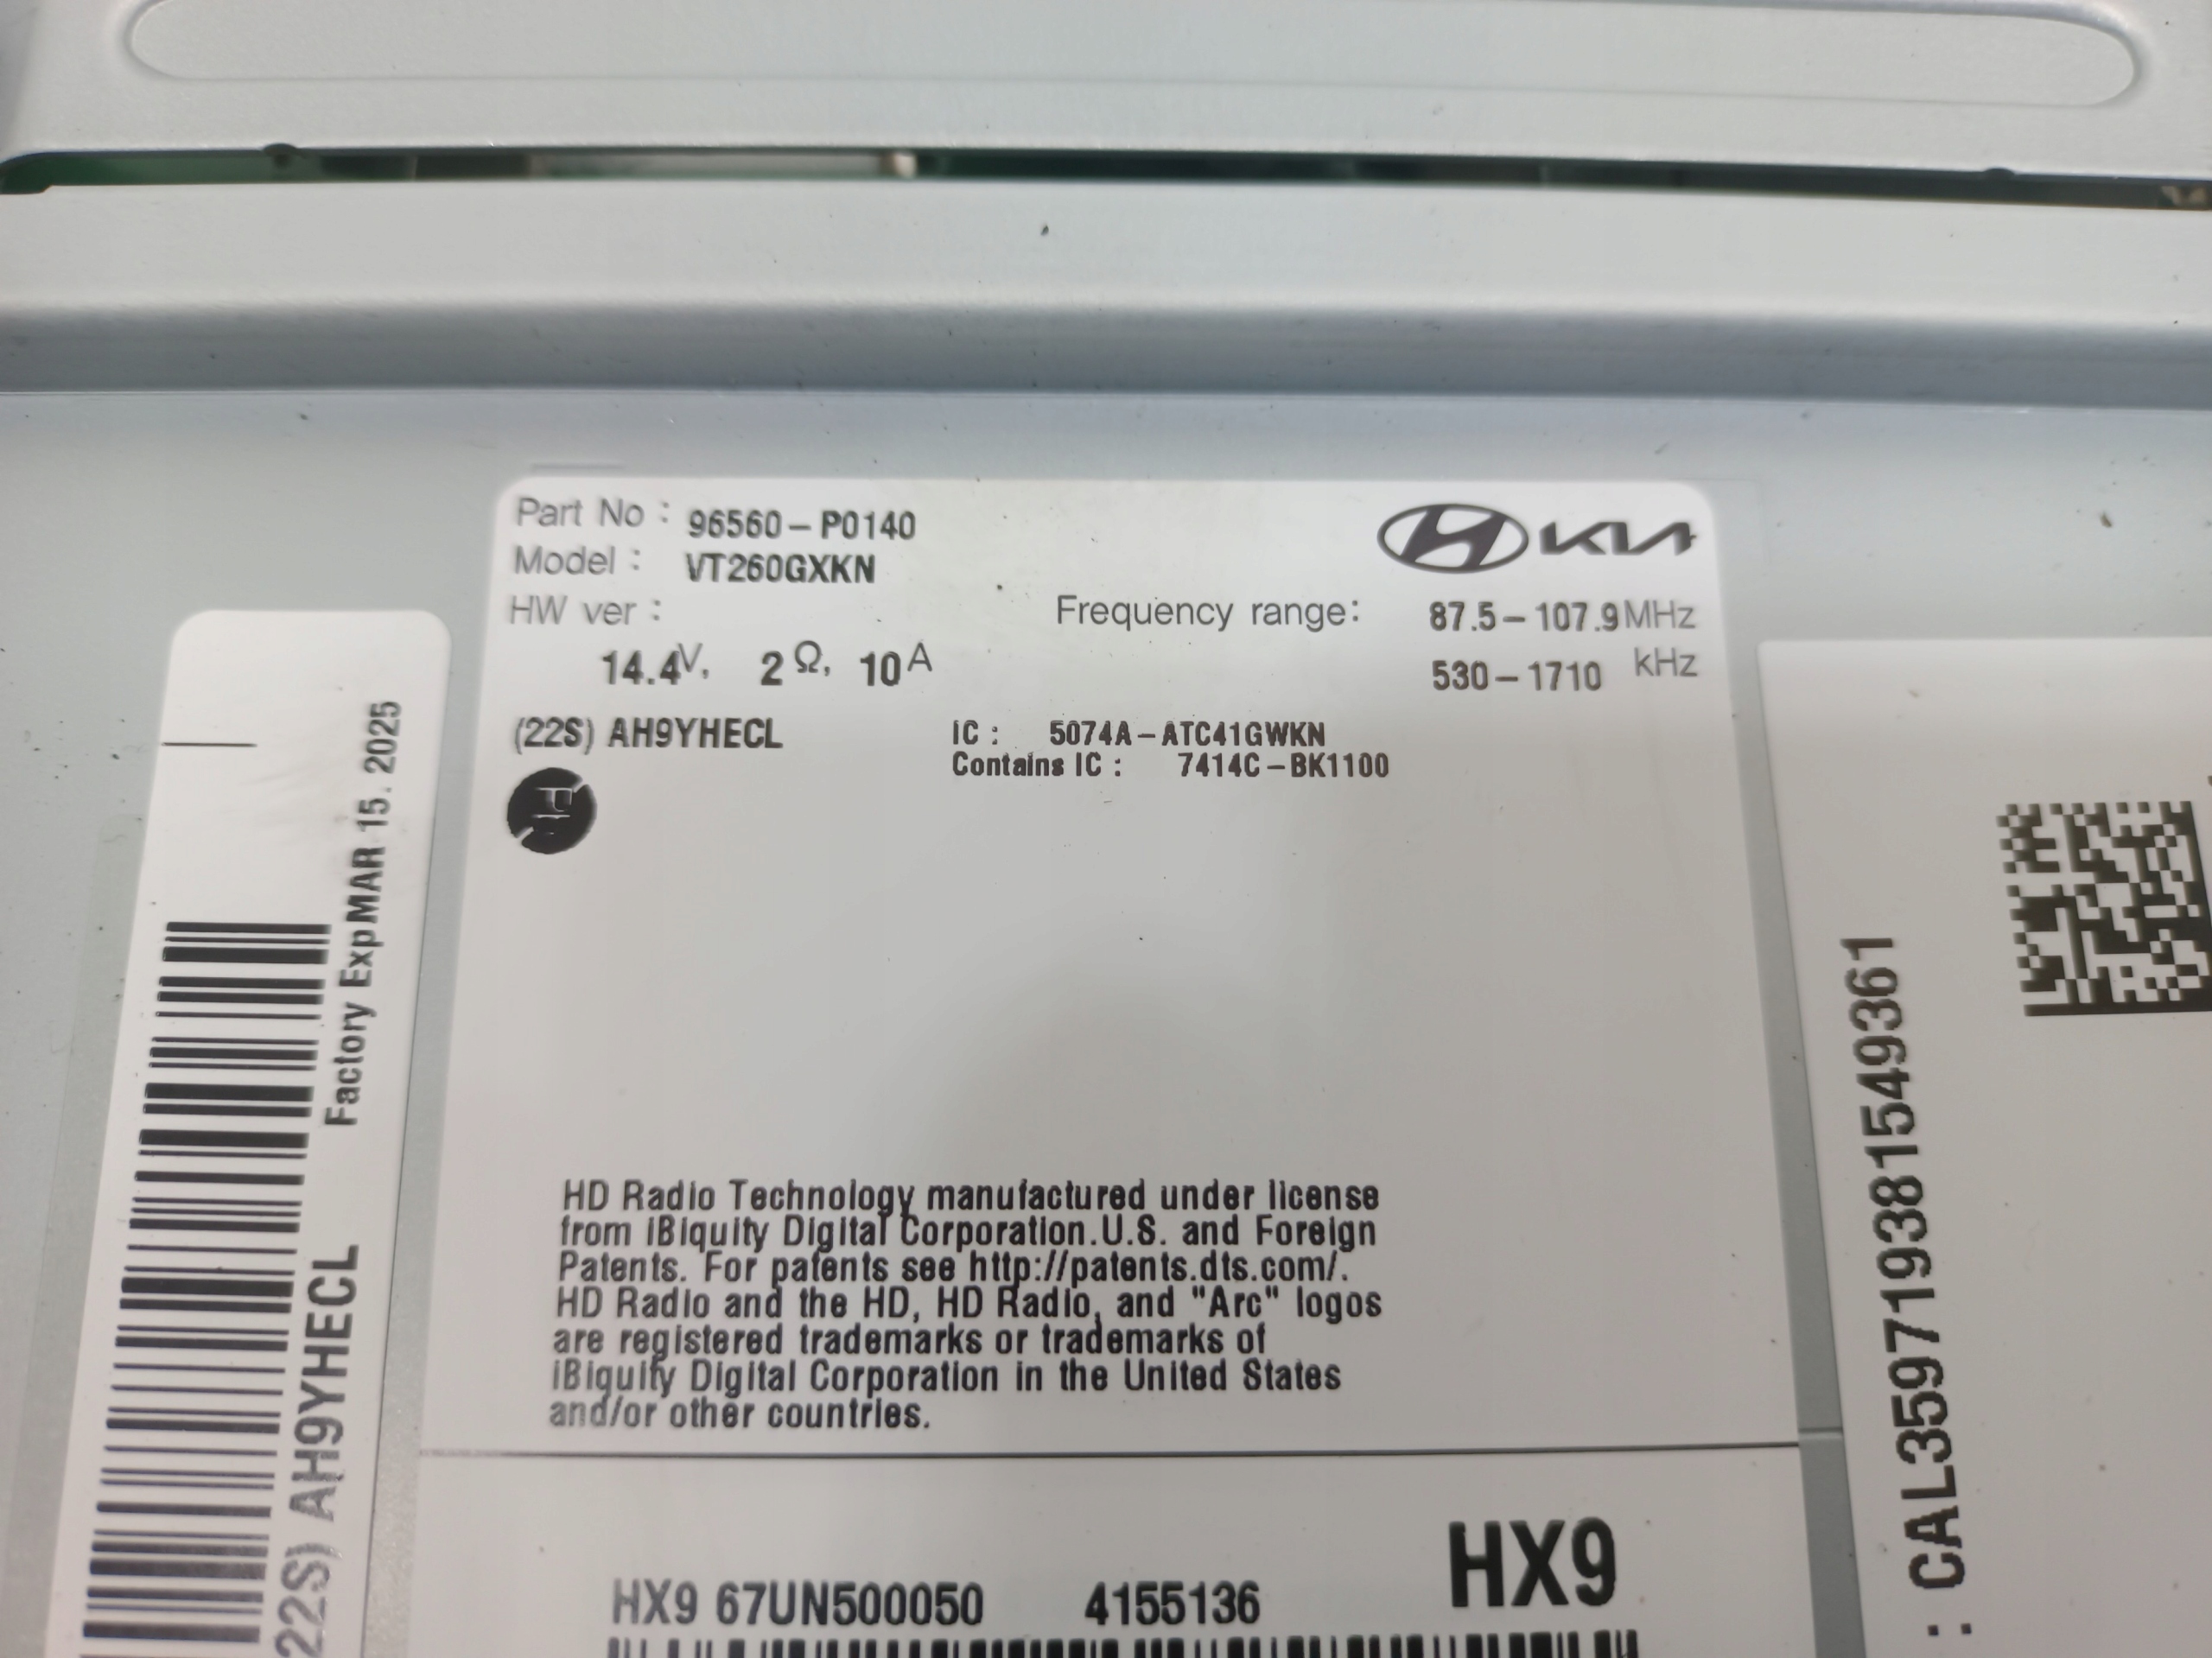 Part No : 96560-P0140
KIA
Model : VT260GXKN
HW ver :
Frequency range: 87.5-107.9MHz
14.4V, 2Ω, 10A
530-1710 kHz
(22S) AH9YHECL
IC : 5074A-ATC41GWKN
Contains IC : 7414C-BK1100
HD Radio Technology manufactured under license
from iBiquity Digital Corporation.U.S. and Foreign
Patents. For patents see http://patents.dts.com/.
HD Radio and the HD, HD Radio, and "Arc" logos
are registered trademarks or trademarks of
iBiquity Digital Corporation in the United States
and/or other countries.
HX9
HX9 67UN500050 4155136
Factory ExpMAR 15. 2025
22S) AH9YHECL
: CAL359719381549361